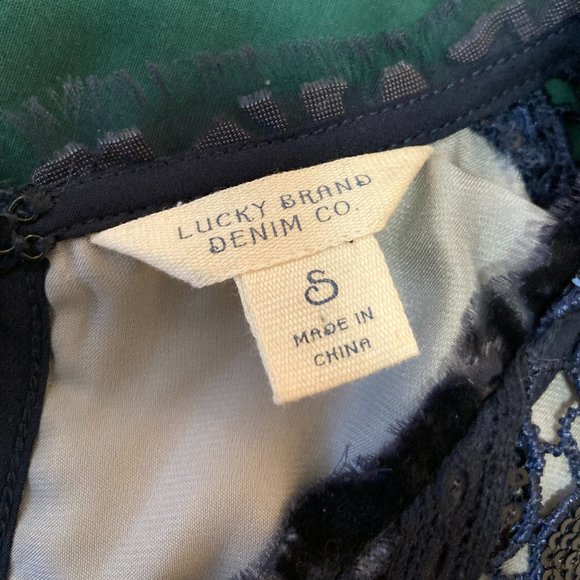 LUCKY BRAND
DENIM CO.
S
MADE IN
CHINA